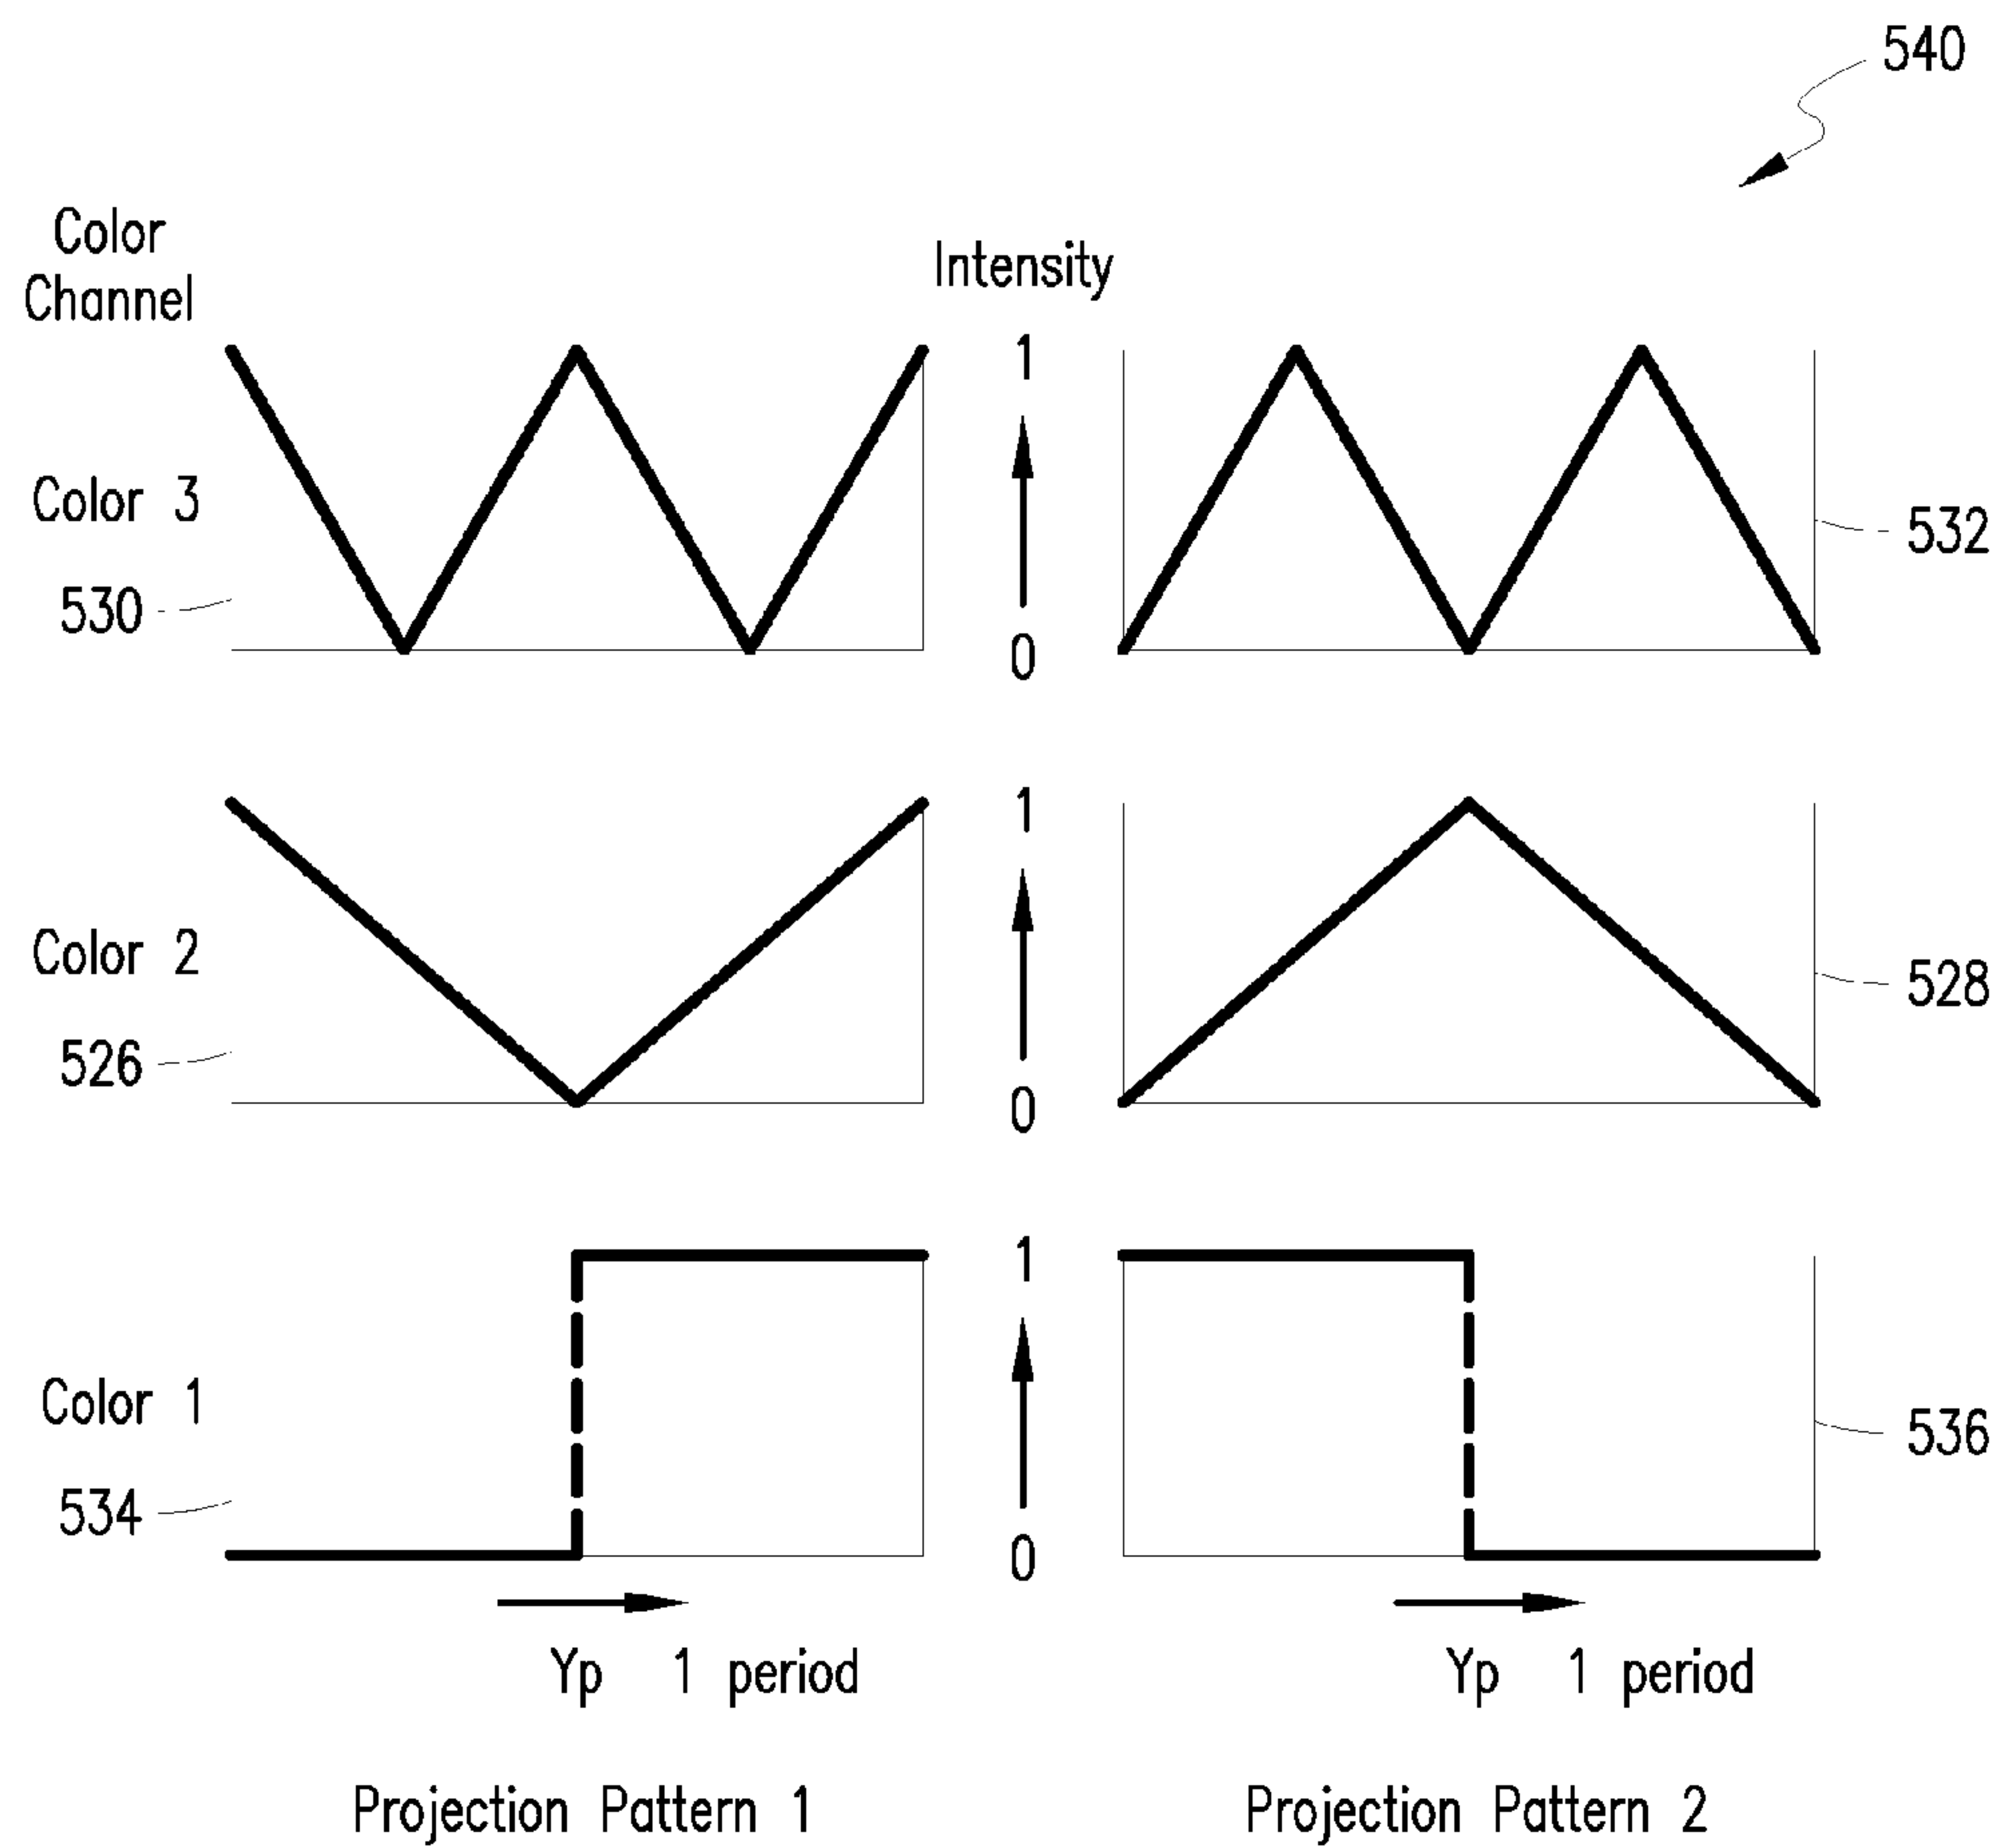 540
Color
Channel
Intensity
1
Color 3
530
0
532
1
Color 2
526
0
528
1
Color 1
534
0
536
Yp 1 period
Yp 1 period
Projection Pattern 1
Projection Pattern 2